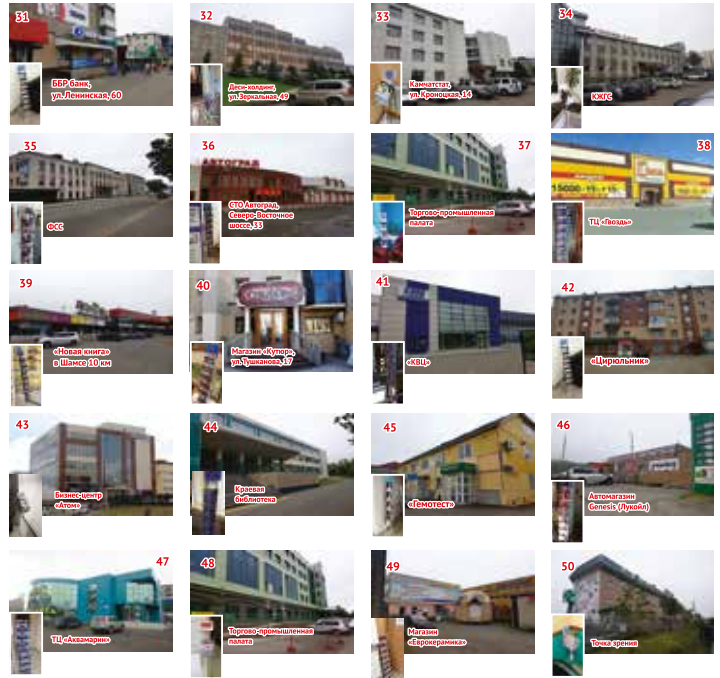 31
ББР банк,
ул. Ленинская, 60
32
Деси-холдинг,
ул. Зеркальная, 49
33
Камчатстат,
ул. Кроноцкая, 14
34
КЖГС
35
ФСС
36
АВТОГРАД
СТО Автоград,
Северо-Восточное
шоссе, 33
37
Торгово-промышленная
палата
38
ТЦ «Гвоздь»
39
«Новая книга»
в Шамсе 10 км
40
Магазин «Кутюр»,
ул. Тушканова, 17
41
«КВЦ»
42
«Цирюльник»
43
Бизнес-центр
«Атом»
44
Краевая
библиотека
45
«Гемотест»
46
Автомагазин
Genesis (Лукойл)
47
ТЦ «Аквамарин»
48
Торгово-промышленная
палата
49
Магазин
«Еврокерамика»
50
Точка зрения